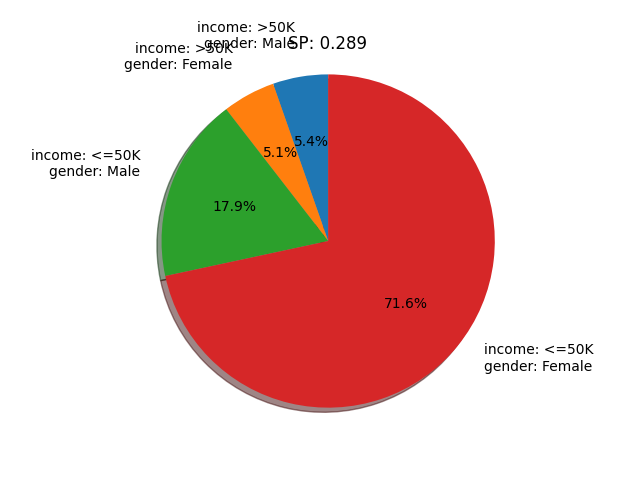 income: >50K
gender: Male
SP: 0.289
income: >50K
gender: Female
5.4%
5.1%
income: <=50K
gender: Male
17.9%
71.6%
income: <=50K
gender: Female